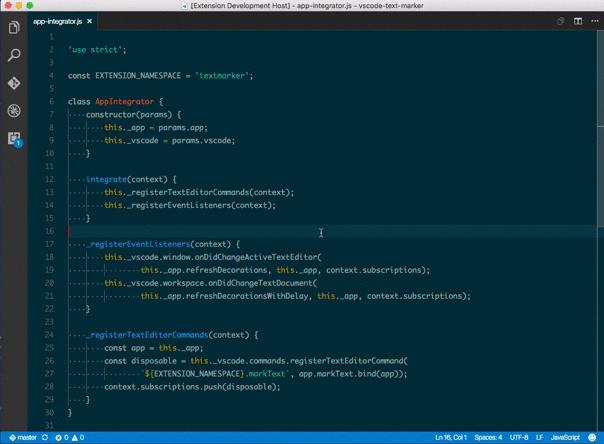 [Extension Development Host] - app-integrator.js - vscode-text-marker
app-integrator.js ×
1
2 'use strict';
3
4 const EXTENSION_NAMESPACE = 'textmarker';
5
6 class AppIntegrator {
7 ····constructor(params) {
8 ········this._app = params.app;
9 ········this._vscode = params.vscode;
10 ····}
11
12 ····integrate(context) {
13 ········this._registerTextEditorCommands(context);
14 ········this._registerEventListeners(context);
15 ····}
16
17 ····_registerEventListeners(context) {
18 ········this._vscode.window.onDidChangeActiveTextEditor(
19 ················this._app.refreshDecorations, this._app, context.subscriptions);
20 ········this._vscode.workspace.onDidChangeTextDocument(
21 ················this._app.refreshDecorationsWithDelay, this._app, context.subscriptions);
22 ····}
23
24 ····_registerTextEditorCommands(context) {
25 ········const app = this._app;
26 ········const disposable = this._vscode.commands.registerTextEditorCommand(
27 ················`${EXTENSION_NAMESPACE}.markText`, app.markText.bind(app));
28 ········context.subscriptions.push(disposable);
29 ····}
30 }
31
1
master 0 0 Ln 16, Col 1 Spaces: 4 UTF-8 LF JavaScript